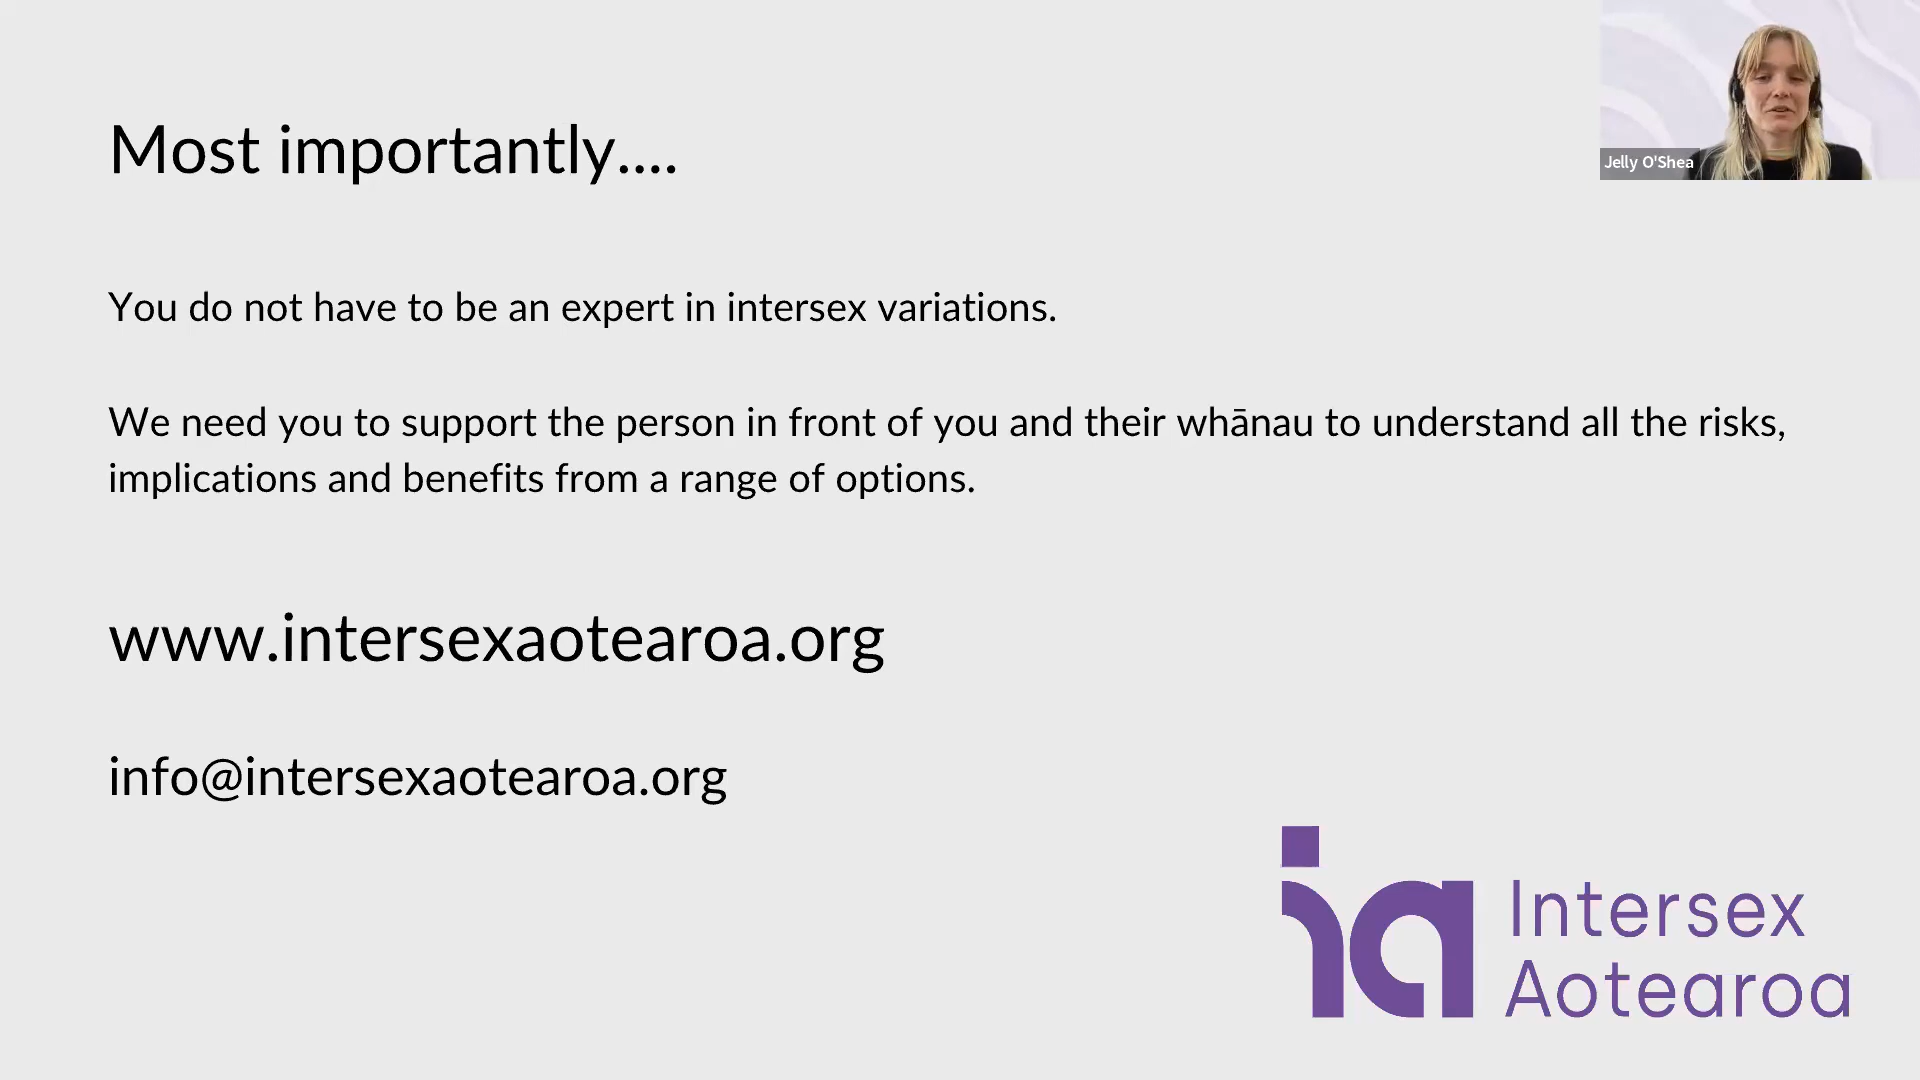 Most importantly....
Jelly O'Shea
You do not have to be an expert in intersex variations.
We need you to support the person in front of you and their whānau to understand all the risks,
implications and benefits from a range of options.
www.intersexaotearoa.org
info@intersexaotearoa.org
ia
Intersex
Aotearoa